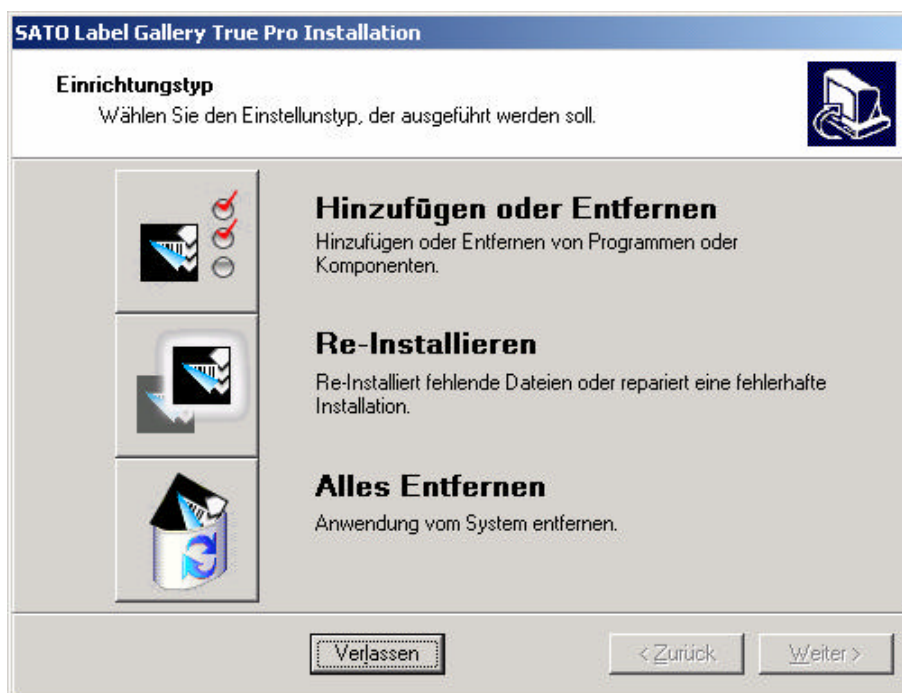 SATO Label Gallery True Pro Installation
Einrichtungstyp
Wählen Sie den Einstellunstyp, der ausgeführt werden soll.
Hinzufügen oder Entfernen
Hinzufügen oder Entfernen von Programmen oder
Komponenten.
Re-Installieren
Re-Installiert fehlende Dateien oder repariert eine fehlerhafte
Installation.
Alles Entfernen
Anwendung vom System entfernen.
Verlassen
< Zurück
Weiter >